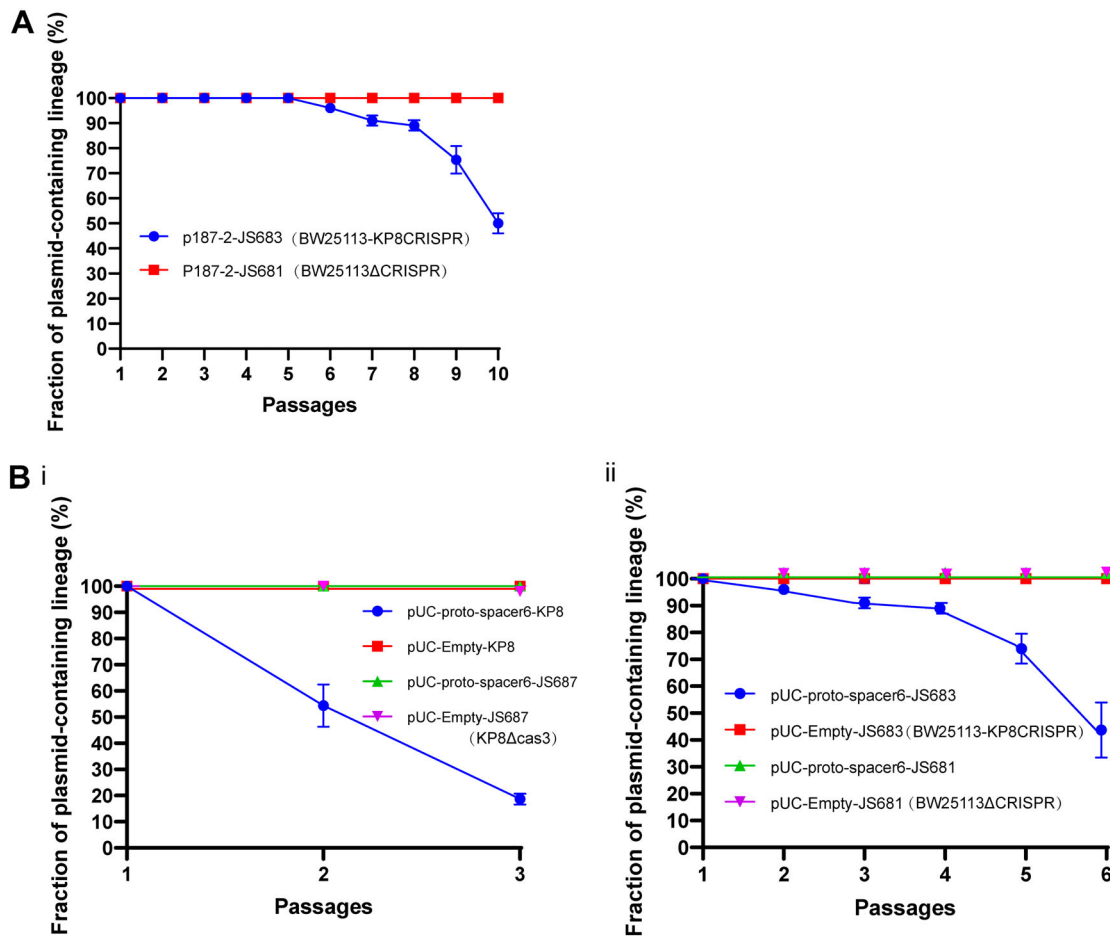 A
Fraction of plasmid-containing lineage (%)
100
90
80
70
60
50
40
30
20
10
0
p187-2-JS683（BW25113-KP8CRISPR）
P187-2-JS681（BW25113ΔCRISPR）
1 2 3 4 5 6 7 8 9 10
Passages
B i
Fraction of plasmid-containing lineage (%)
100
90
80
70
60
50
40
30
20
10
0
pUC-proto-spacer6-KP8
pUC-Empty-KP8
pUC-proto-spacer6-JS687
pUC-Empty-JS687
（KP8Δcas3）
1 2 3
Passages
ii
Fraction of plasmid-containing lineage (%)
100
90
80
70
60
50
40
30
20
10
0
pUC-proto-spacer6-JS683
pUC-Empty-JS683（BW25113-KP8CRISPR）
pUC-proto-spacer6-JS681
pUC-Empty-JS681（BW25113ΔCRISPR）
1 2 3 4 5 6
Passages